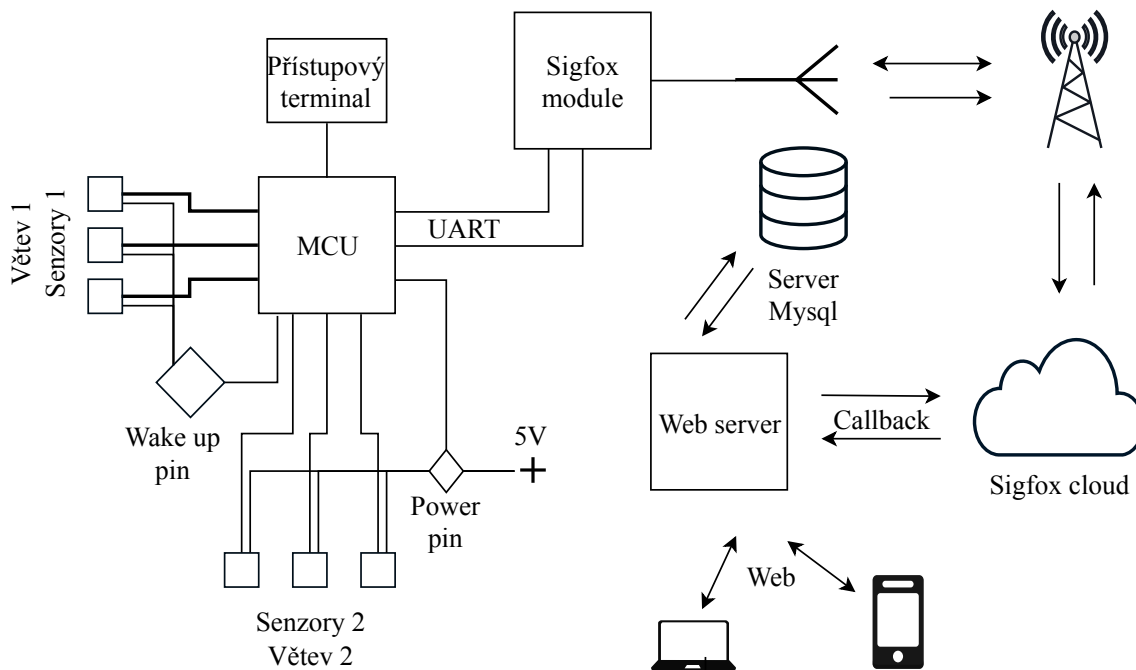 Přístupový
terminal
Sigfox
module
Větev 1
Senzory 1
MCU
UART
Server
Mysql
Wake up
pin
5V
Power
pin
Web server
Callback
Sigfox cloud
Web
Senzory 2
Větev 2